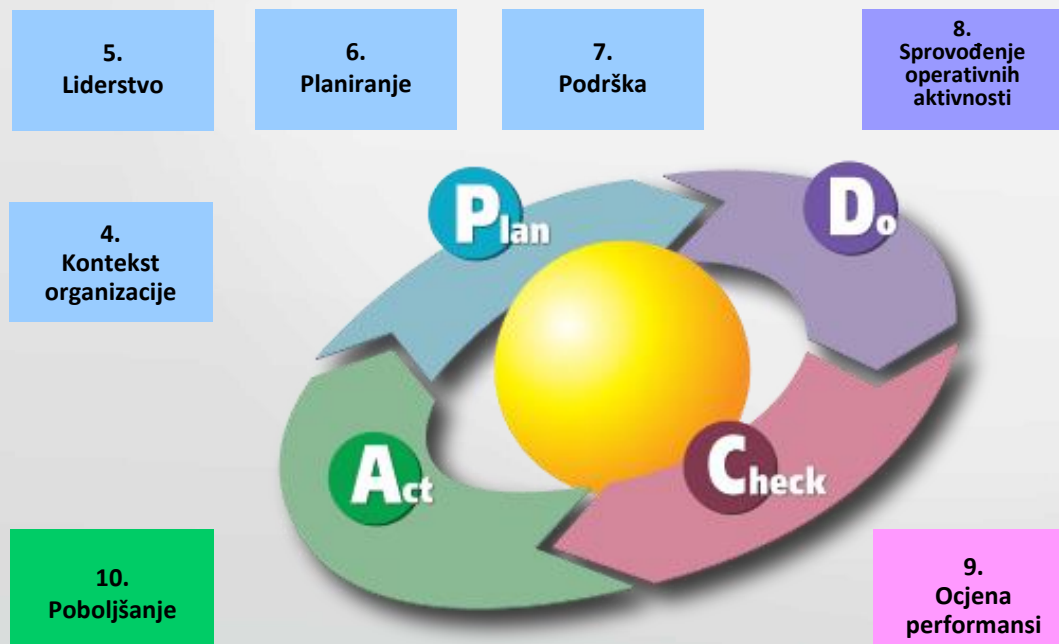 5.
Liderstvo
6.
Planiranje
7.
Podrška
8.
Sprovođenje
operativnih
aktivnosti
4.
Kontekst
organizacije
Plan
Do
Act
Check
10.
Poboljšanje
9.
Ocjena
performansi